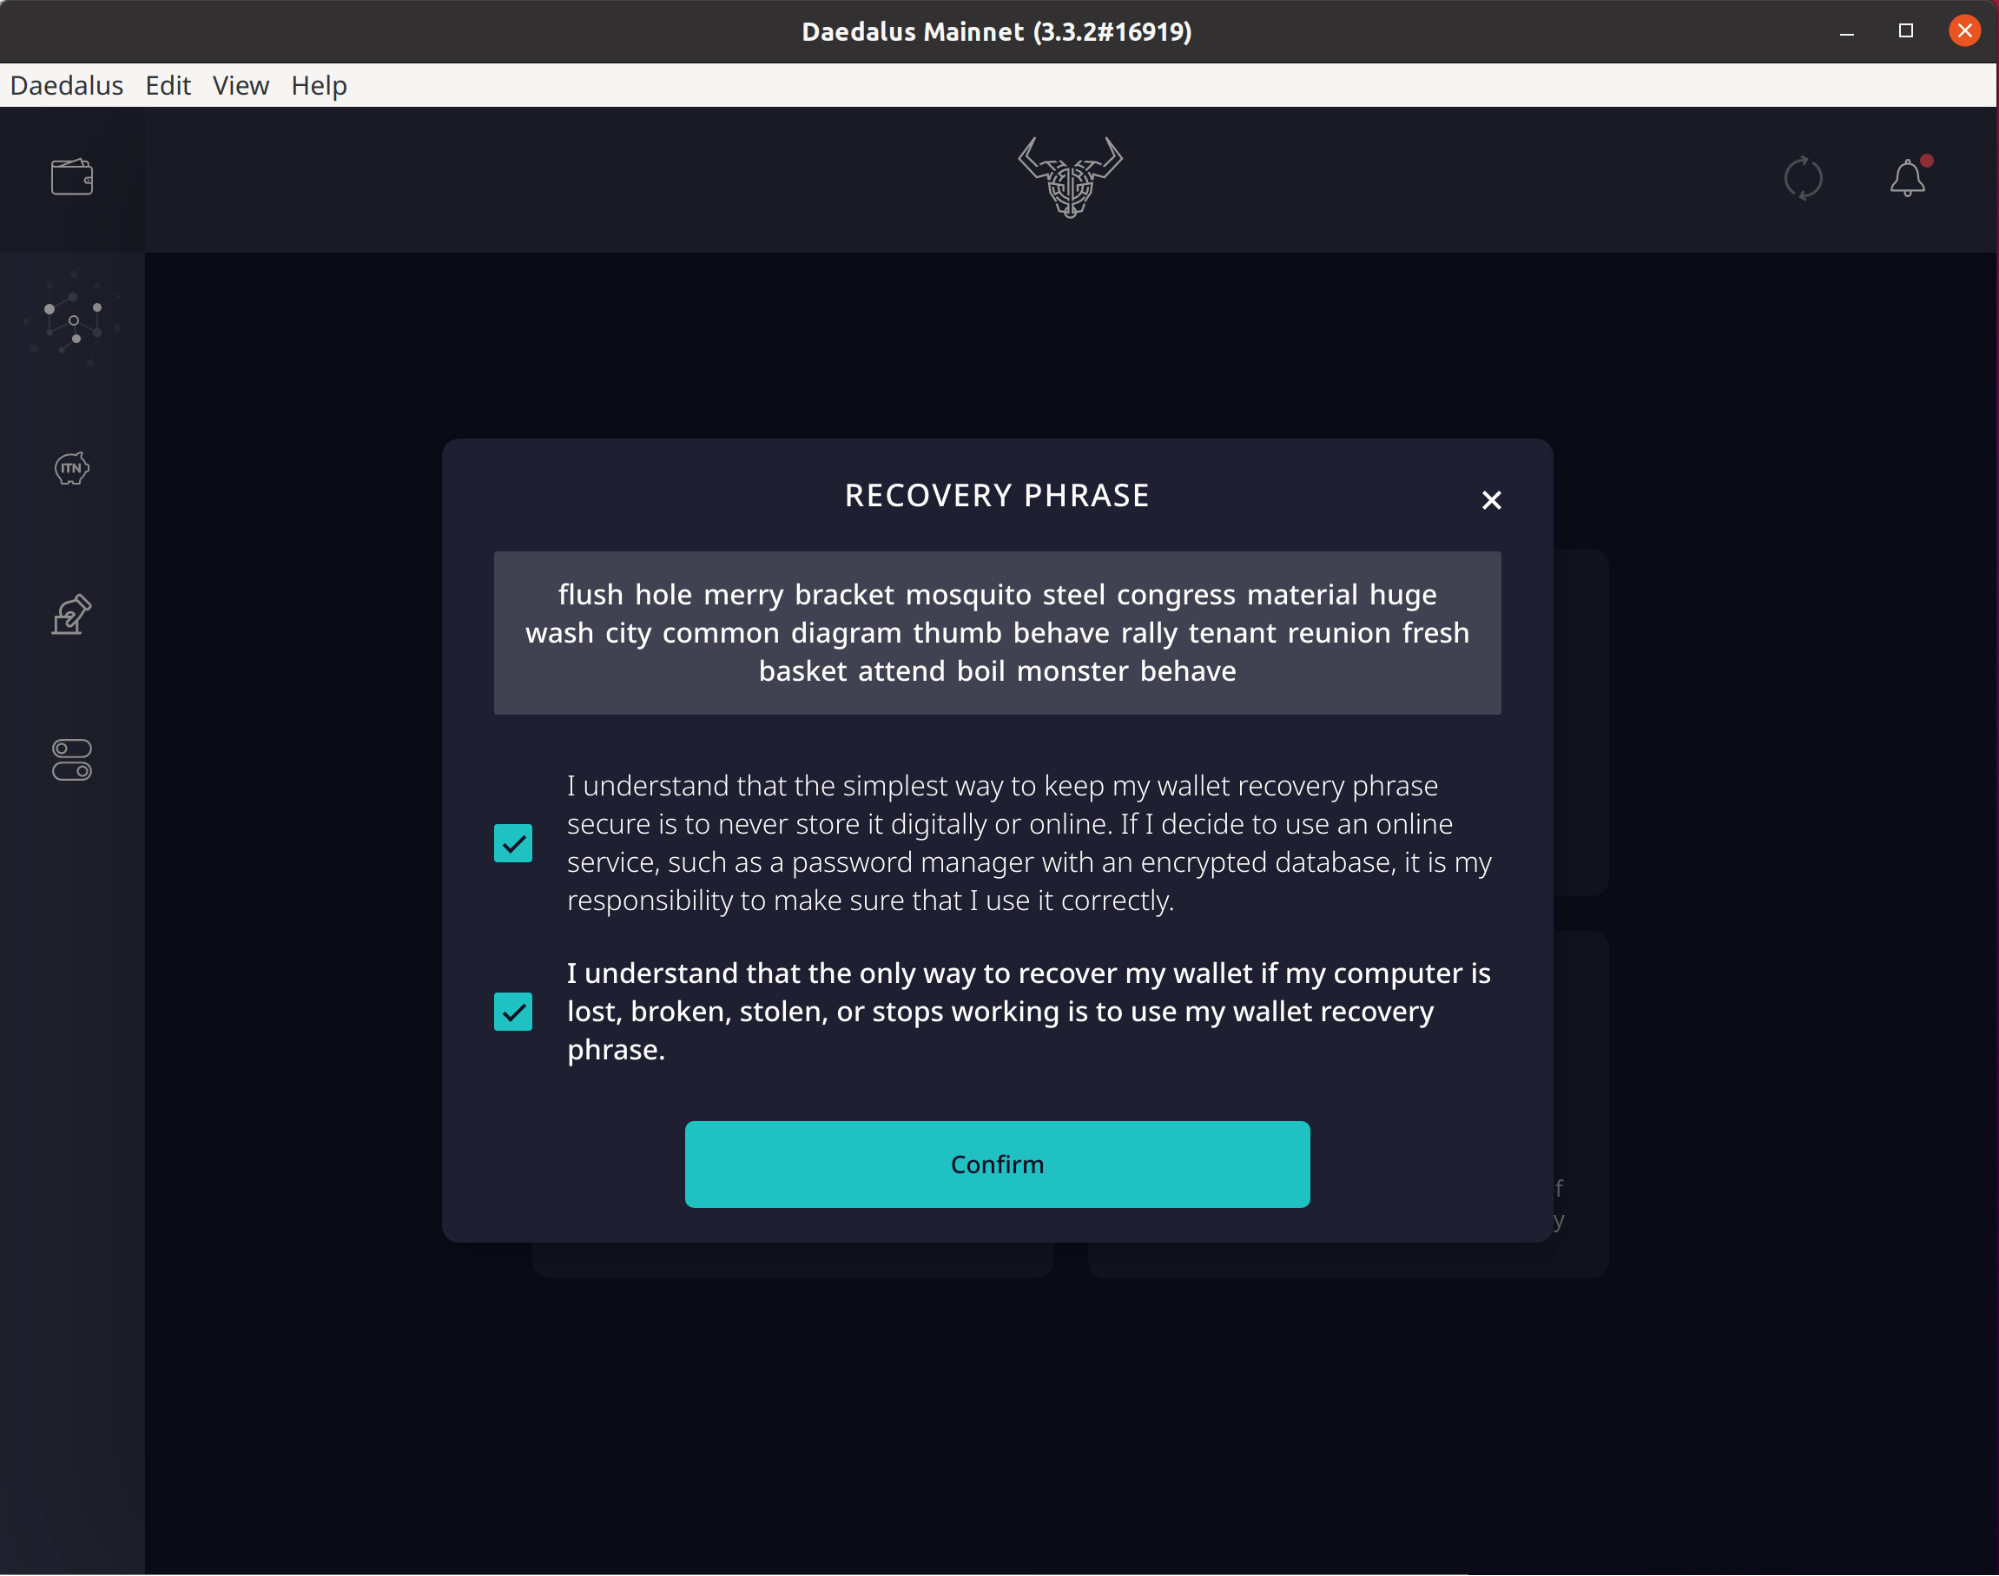 Daedalus Mainnet (3.3.2#16919)
Daedalus Edit View Help
ITN
RECOVERY PHRASE
flush hole merry bracket mosquito steel congress material huge
wash city common diagram thumb behave rally tenant reunion fresh
basket attend boil monster behave
I understand that the simplest way to keep my wallet recovery phrase
secure is to never store it digitally or online. If I decide to use an online
service, such as a password manager with an encrypted database, it is my
responsibility to make sure that I use it correctly.
I understand that the only way to recover my wallet if my computer is
lost, broken, stolen, or stops working is to use my wallet recovery
phrase.
Confirm
f
y